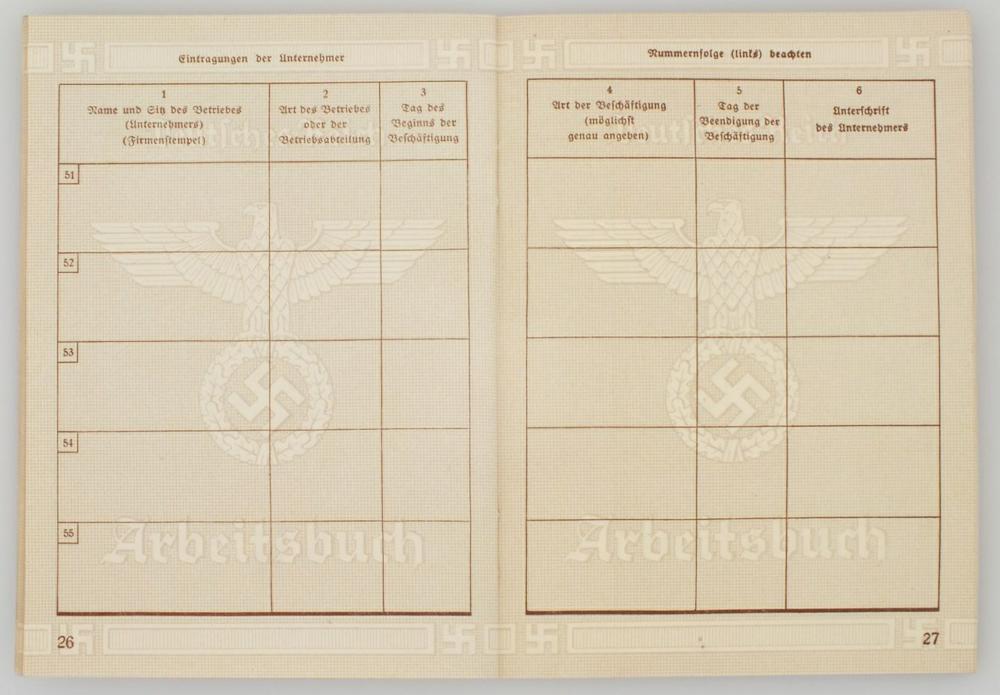 Eintragungen der Unternehmer
1
Name und Sitz des Betriebes
(Unternehmers)
(Firmenstempel)
2
Art des Betriebes
oder der
Betriebsabteilung
3
Tag des
Beginns der
Beschäftigung
51
52
53
54
55
Arbeitsbuch
26
Nummernfolge (links) beachten
4
Art der Beschäftigung
(möglichst
genau angeben)
5
Tag der
Beendigung der
Beschäftigung
6
Unterschrift
des Unternehmers
Arbeitsbuch
27